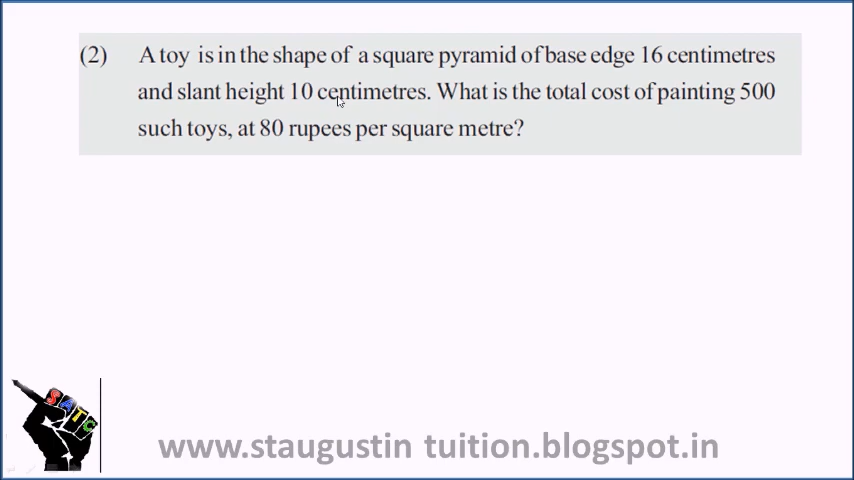 (2) A toy is in the shape of a square pyramid of base edge 16 centimetres
and slant height 10 centimetres. What is the total cost of painting 500
such toys, at 80 rupees per square metre?
SATC
www.staugustin tuition.blogspot.in